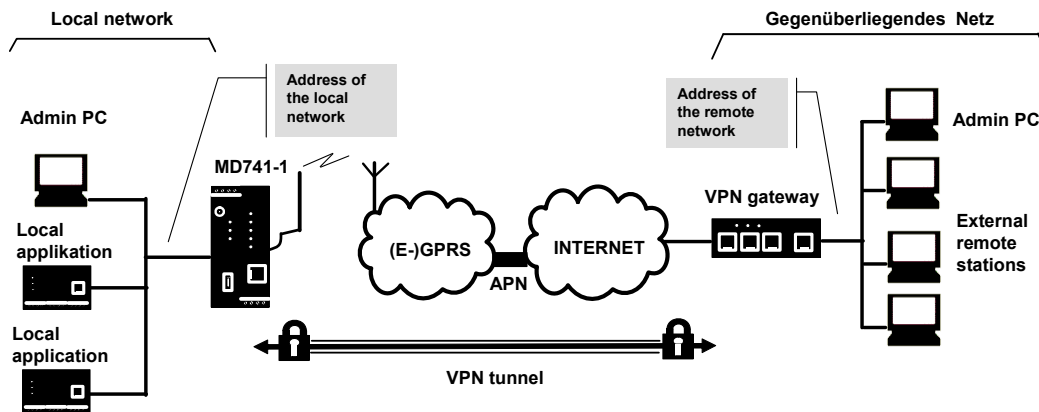 Local network
Gegenüberliegendes Netz
Address of
the local
network
Address of
the remote
network
Admin PC
Admin PC
MD741-1
VPN gateway
Local
applikation
(E-)GPRS
INTERNET
APN
External
remote
stations
Local
application
VPN tunnel